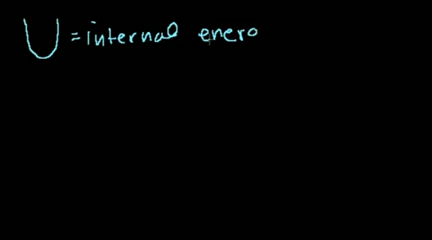 U = internal enero